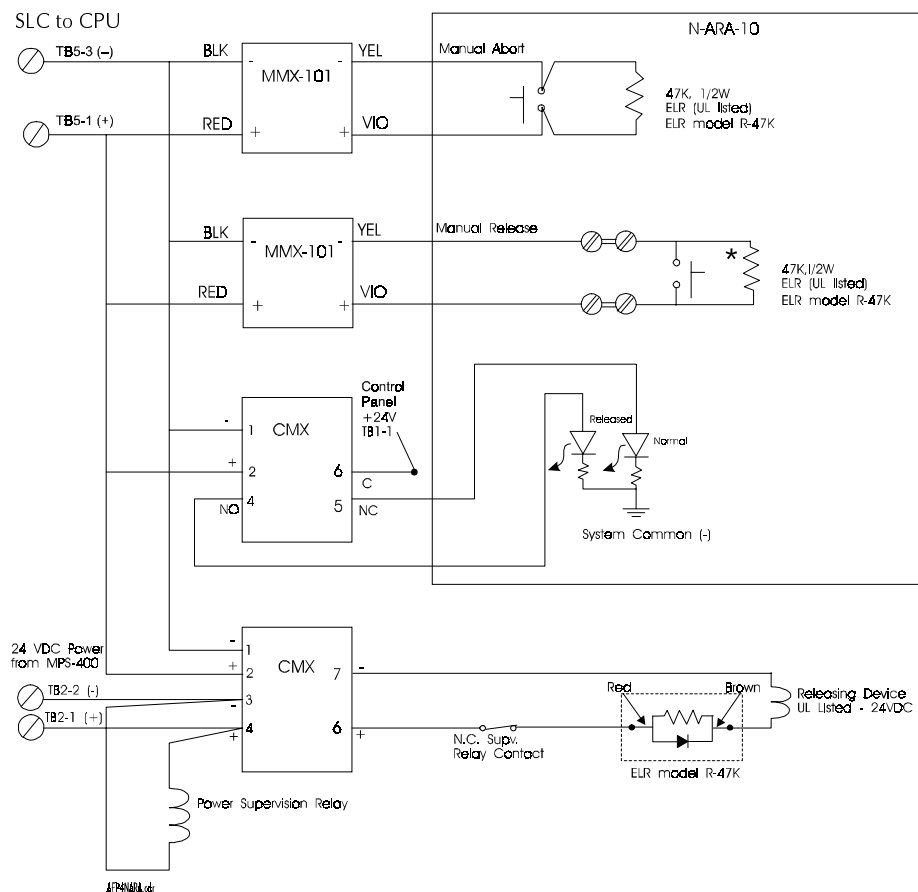 SLC to CPU
N-ARA-10
TB5-3 (–)
BLK
-
MMX-101
-
YEL
Manual Abort
47K, 1/2W
ELR (UL listed)
ELR model R-47K
TB5-1 (+)
RED
+
+
VIO
BLK
-
MMX-101
-
YEL
Manual Release
*
47K,1/2W
ELR (UL listed)
ELR model R-47K
RED
+
+
VIO
Control
Panel
+24V
TB1-1
-
1
CMX
Released
Normal
+
2
6
C
NO
4
5
NC
System Common (-)
24 VDC Power
from MPS-400
-
1
+
2
CMX
7
-
TB2-2 (-)
3
-
TB2-1 (+)
4
+
6
+
N.C. Supv.
Relay Contact
Red
Brown
Releasing Device
UL Listed - 24VDC
ELR model R-47K
Power Supervision Relay
AFP4NARA.cdr